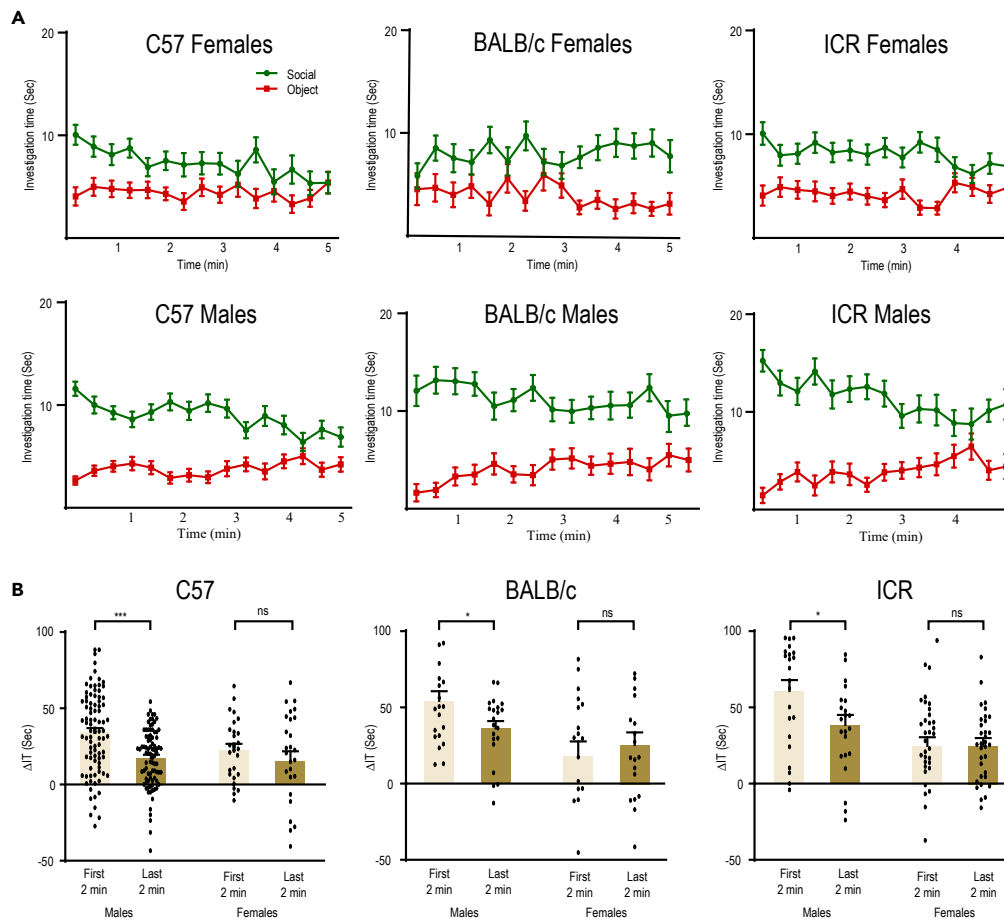 A
C57 Females
BALB/c Females
ICR Females
Social
Object
Investigation time (Sec)
20
10
1 2 3 4 5
Time (min)
Investigation time (Sec)
20
10
1 2 3 4 5
Time (min)
Investigation time (Sec)
20
10
1 2 3 4
Time (min)
C57 Males
BALB/c Males
ICR Males
Investigation time (Sec)
20
10
1 2 3 4 5
Time (min)
Investigation time (Sec)
20
10
1 2 3 4 5
Time (min)
Investigation time (Sec)
20
10
1 2 3 4
Time (min)
B
C57
BALB/c
ICR
*** ns
ΔIT (Sec)
100
50
0
-50
First 2 min
Last 2 min
First 2 min
Last 2 min
Males Females
* ns
ΔIT (Sec)
100
50
0
-50
First 2 min
Last 2 min
First 2 min
Last 2 min
Males Females
* ns
ΔIT (Sec)
100
50
0
-50
First 2 min
Last 2 min
First 2 min
Last 2 min
Males Females